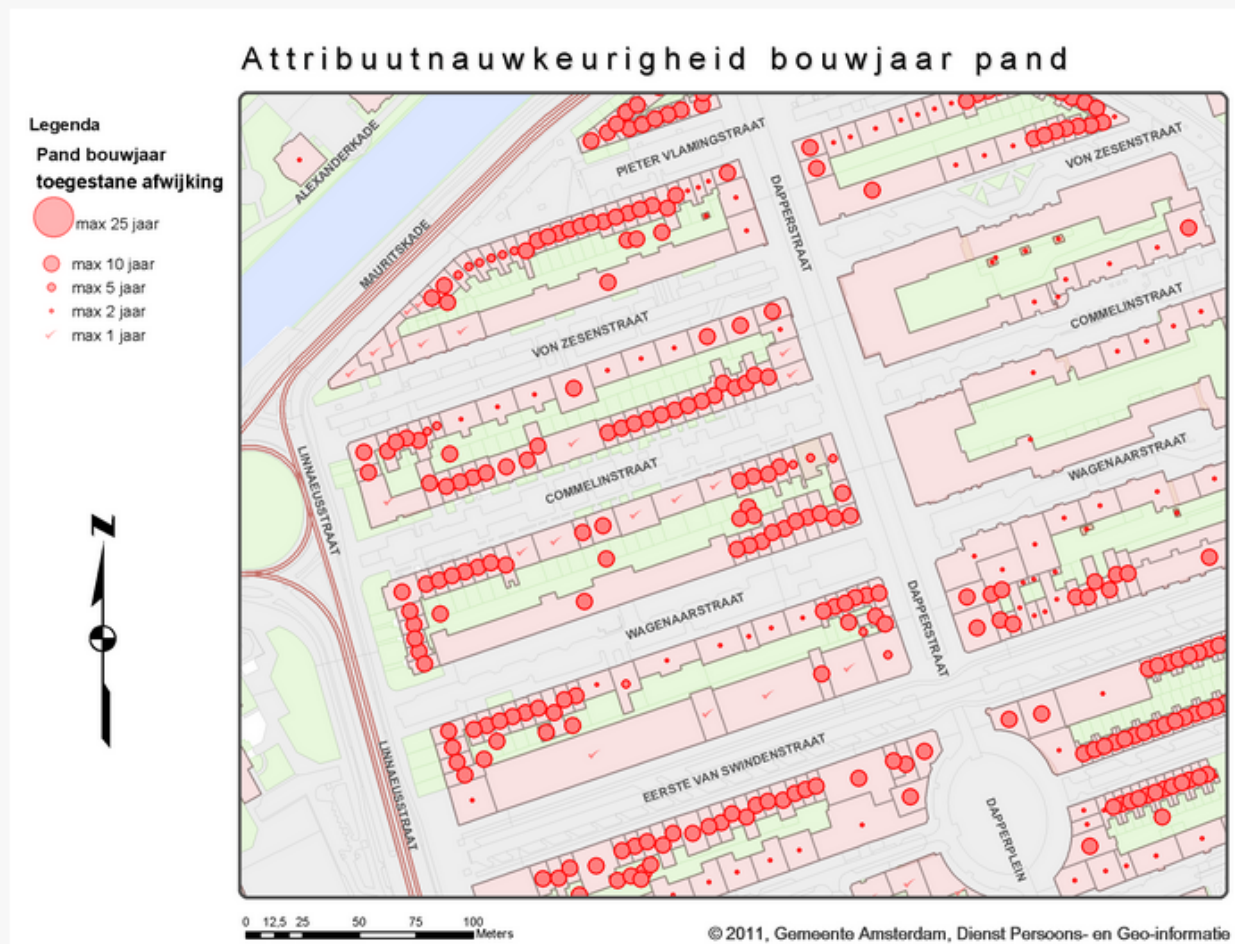 Attribuutnauwkeurigheid bouwjaar pand
Legenda
Pand bouwjaar
toegestane afwijking
max 25 jaar
max 10 jaar
max 5 jaar
max 2 jaar
max 1 jaar
ALEXANDERKADE
MAURITSKADE
PIETER VLAMINGSTRAAT
DAPPERSTRAAT
VON ZESENSTRAAT
VON ZESENSTRAAT
COMMELINSTRAAT
LINNAEUSSTRAAT
COMMELINSTRAAT
WAGENAARSTRAAT
WAGENAARSTRAAT
DAPPERSTRAAT
LINNAEUSSTRAAT
EERSTE VAN SWINDENSTRAAT
DAPPERPLEIN
N
0 12,5 25 50 75 100
Meters
© 2011, Gemeente Amsterdam, Dienst Persoons- en Geo-informatie